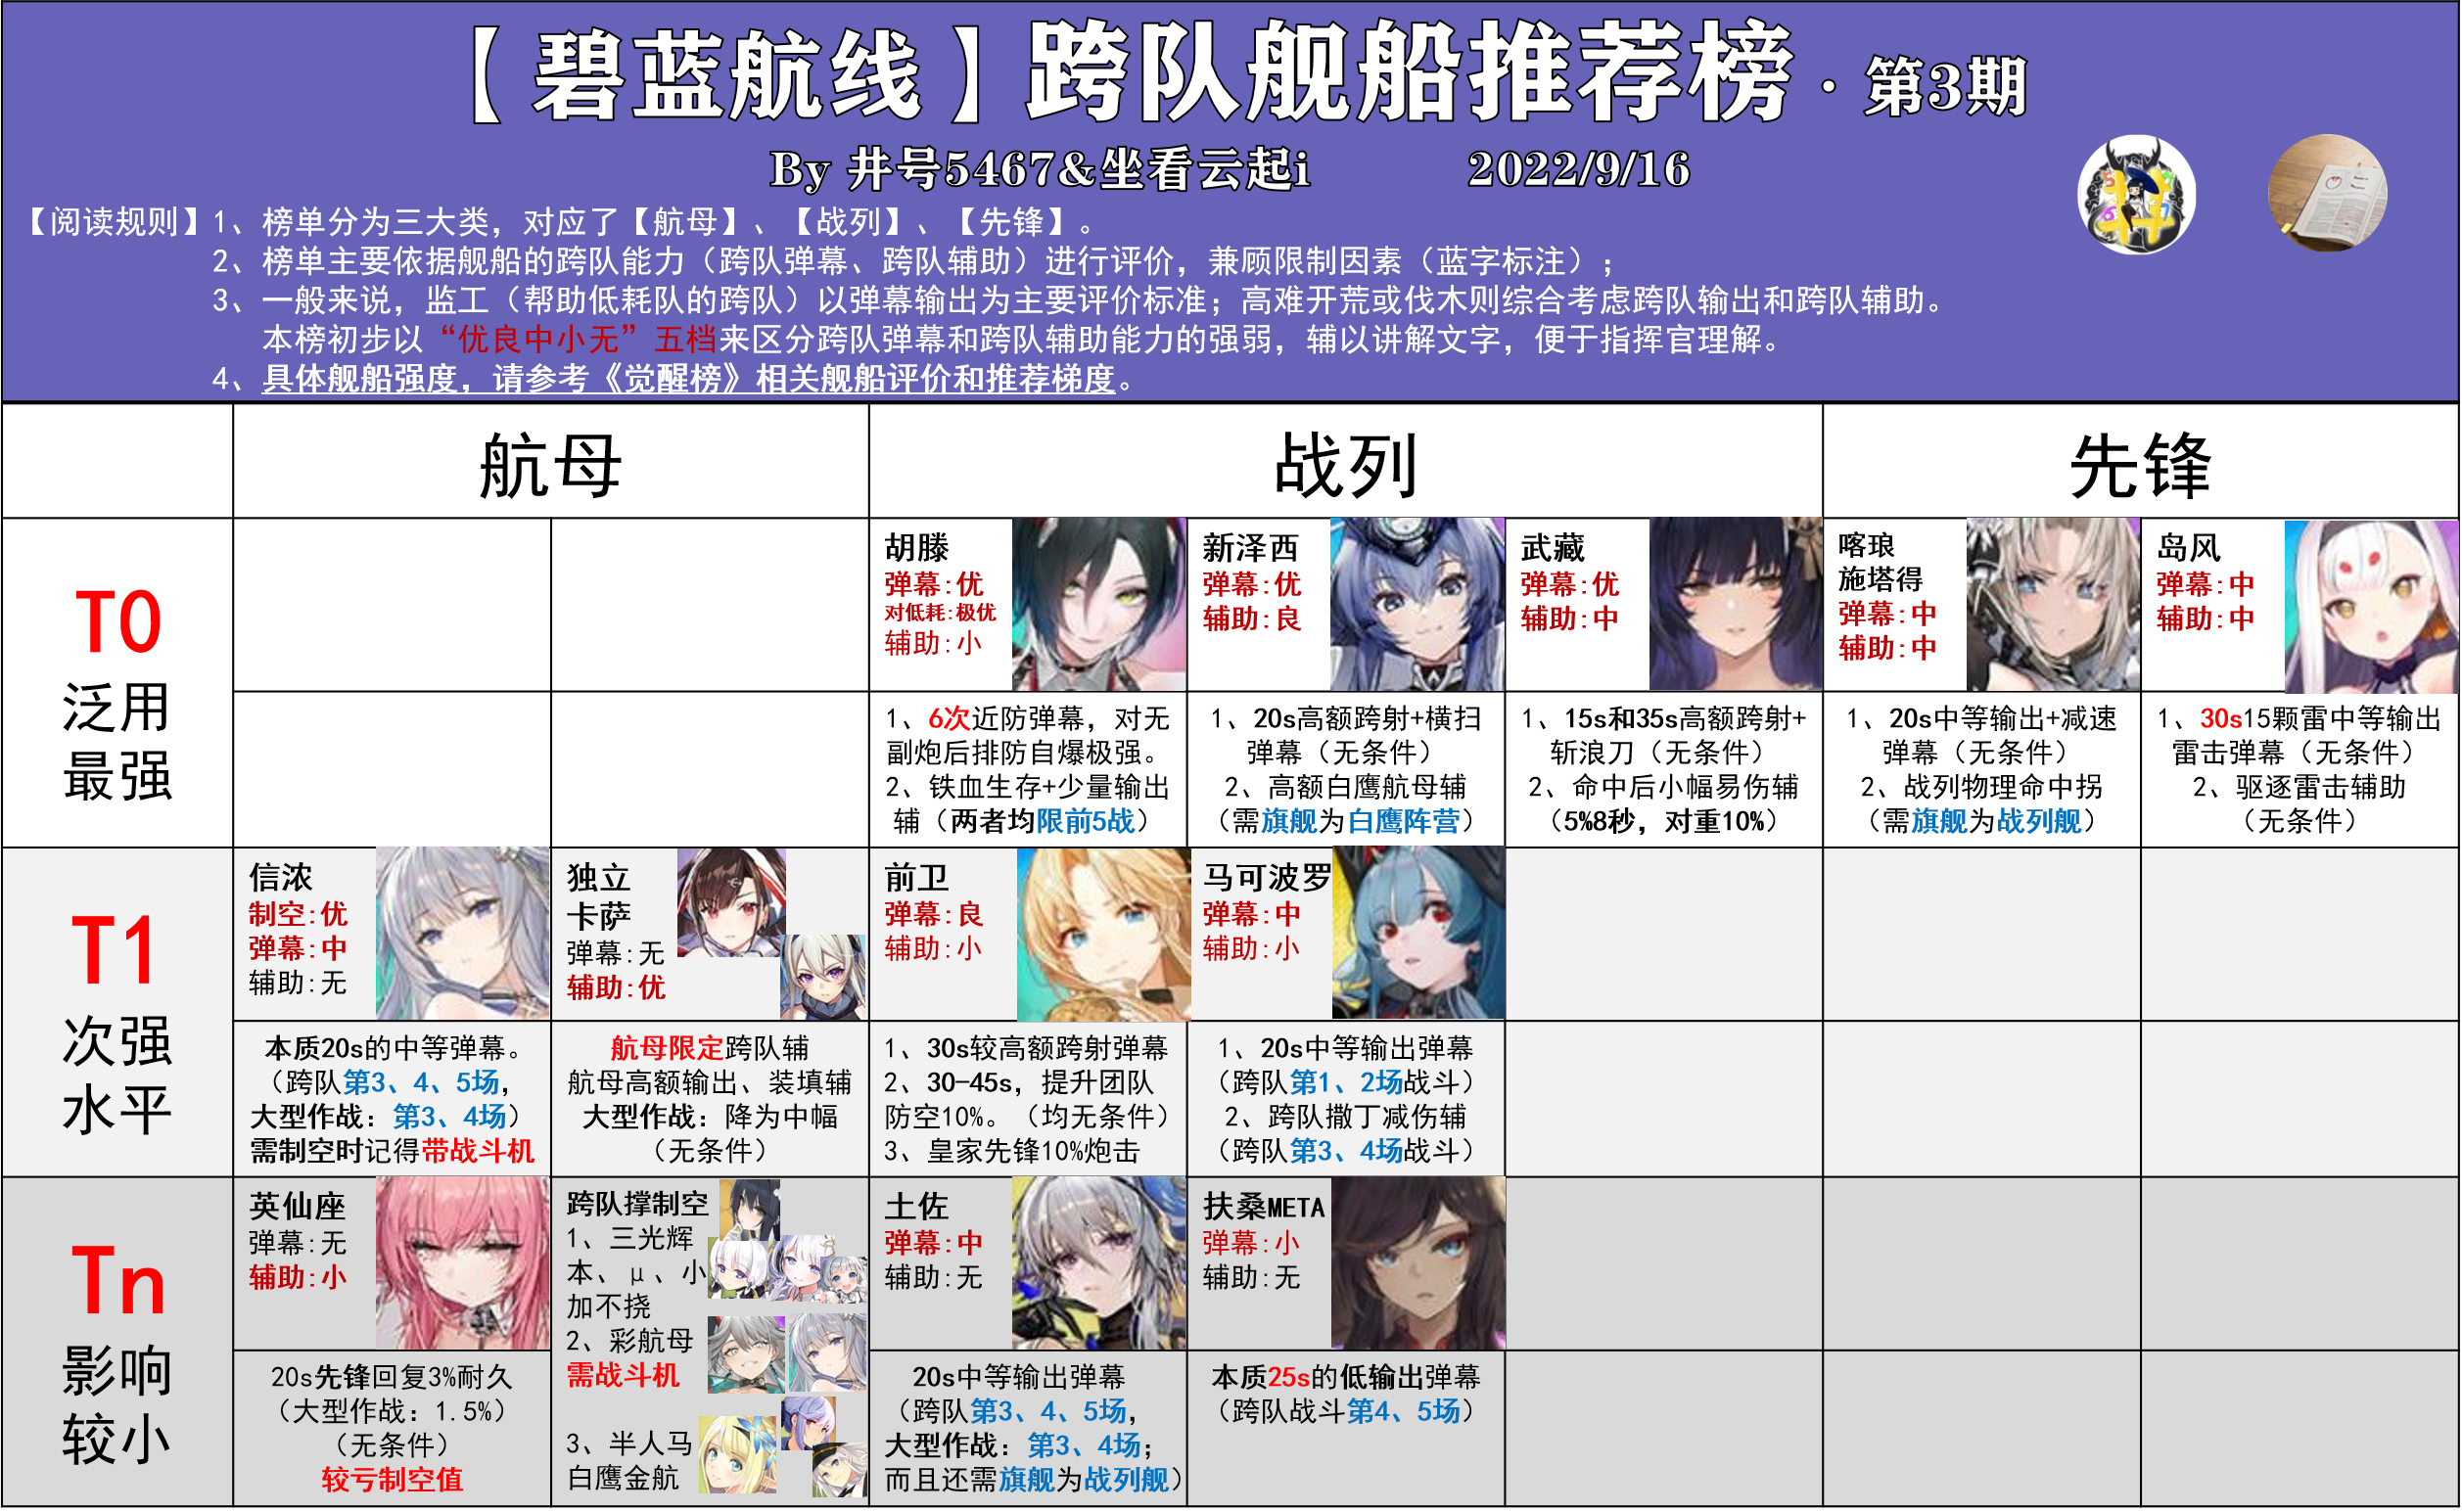 【碧蓝航线】跨队舰船推荐榜·第3期
By 井号5467&坐看云起i 2022/9/16
【阅读规则】1、榜单分为三大类，对应了【航母】、【战列】、【先锋】。
2、榜单主要依据舰船的跨队能力（跨队弹幕、跨队辅助）进行评价，兼顾限制因素（蓝字标注）；
3、一般来说，监工（帮助低耗队的跨队）以弹幕输出为主要评价标准；高难开荒或伐木则综合考虑跨队输出和跨队辅助。
本榜初步以“优良中小无”五档来区分跨队弹幕和跨队辅助能力的强弱，辅以讲解文字，便于指挥官理解。
4、具体舰船强度，请参考《觉醒榜》相关舰船评价和推荐梯度。
航母
战列
先锋
T0
泛用
最强
胡滕
弹幕:优
对低耗:极优
辅助:小
新泽西
弹幕:优
辅助:良
武藏
弹幕:优
辅助:中
喀琅
施塔得
弹幕:中
辅助:中
岛风
弹幕:中
辅助:中
1、6次近防弹幕，对无
副炮后排防自爆极强。
2、铁血生存+少量输出
辅（两者均限前5战）
1、20s高额跨射+横扫
弹幕（无条件）
2、高额白鹰航母辅
（需旗舰为白鹰阵营）
1、15s和35s高额跨射+
斩浪刀（无条件）
2、命中后小幅易伤辅
（5%8秒，对重10%）
1、20s中等输出+减速
弹幕（无条件）
2、战列物理命中拐
（需旗舰为战列舰）
1、30s15颗雷中等输出
雷击弹幕（无条件）
2、驱逐雷击辅助
（无条件）
T1
次强
水平
信浓
制空:优
弹幕:中
辅助:无
独立
卡萨
弹幕:无
辅助:优
前卫
弹幕:良
辅助:小
马可波罗
弹幕:中
辅助:小
本质20s的中等弹幕。
（跨队第3、4、5场，
大型作战：第3、4场）
需制空时记得带战斗机
航母限定跨队辅
航母高额输出、装填辅
大型作战：降为中幅
（无条件）
1、30s较高额跨射弹幕
2、30-45s，提升团队
防空10%。（均无条件）
3、皇家先锋10%炮击
1、20s中等输出弹幕
（跨队第1、2场战斗）
2、跨队撒丁减伤辅
（跨队第3、4场战斗）
Tn
影响
较小
英仙座
弹幕:无
辅助:小
跨队撑制空
1、三光辉
本、μ、小
加不挠
2、彩航母
需战斗机
3、半人马
白鹰金航
土佐
弹幕:中
辅助:无
扶桑META
弹幕:小
辅助:无
20s先锋回复3%耐久
（大型作战：1.5%）
（无条件）
较亏制空值
20s中等输出弹幕
（跨队第3、4、5场，
大型作战：第3、4场；
而且还需旗舰为战列舰）
本质25s的低输出弹幕
（跨队战斗第4、5场）